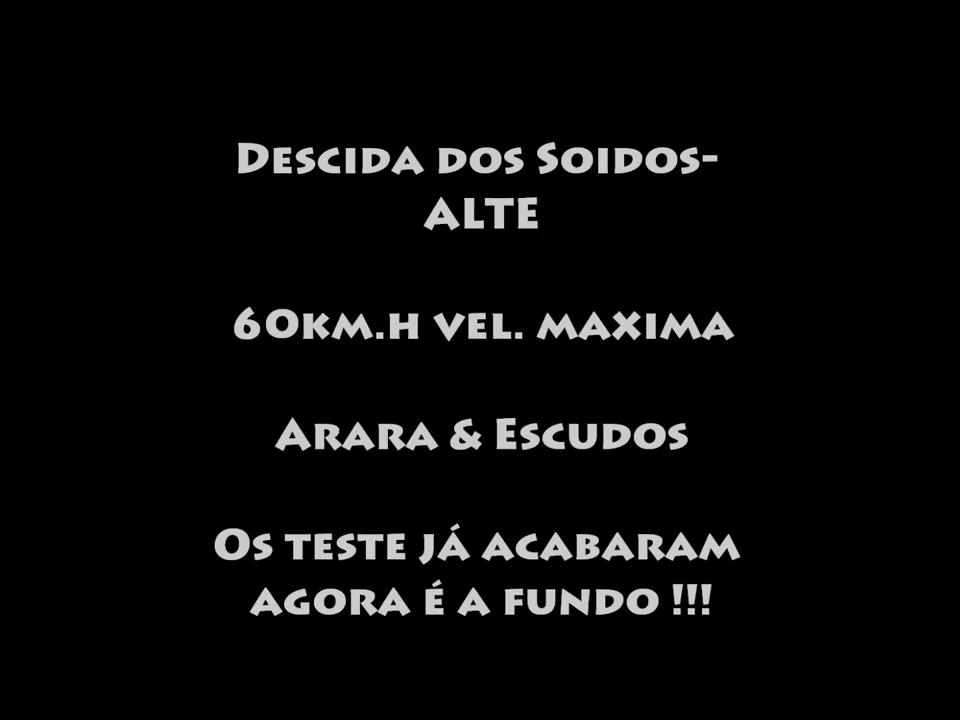 Descida dos Soidos-
ALTE
60km.h vel. maxima
Arara & Escudos
Os teste já acabaram
agora é a fundo !!!